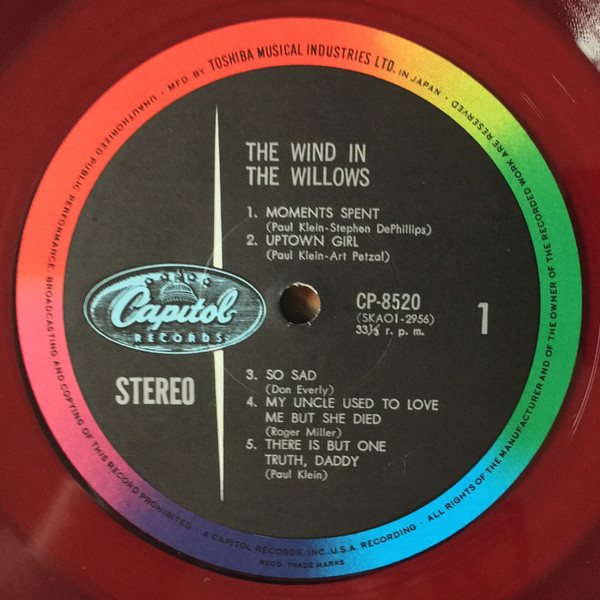 MFD. BY TOSHIBA MUSICAL INDUSTRIES LTD. IN JAPAN · ALL RIGHTS OF THE MANUFACTURER AND OF THE OWNER OF THE RECORDED WORK ARE RESERVED · UNAUTHORIZED PUBLIC PERFORMANCE, BROADCASTING AND COPYING OF THIS RECORD PROHIBITED ·
THE WIND IN
THE WILLOWS
1. MOMENTS SPENT
(Paul Klein-Stephen DePhillips)
2. UPTOWN GIRL
(Paul Klein-Art Petzal)
Capitol
RECORDS
CP-8520
(SKAO1-2956)
33⅓ r. p. m.
1
STEREO
3. SO SAD
(Don Everly)
4. MY UNCLE USED TO LOVE
ME BUT SHE DIED
(Roger Miller)
5. THERE IS BUT ONE
TRUTH, DADDY
(Paul Klein)
A CAPITOL RECORDS, INC., U.S.A. RECORDING ·
REGD. TRADE MARKS